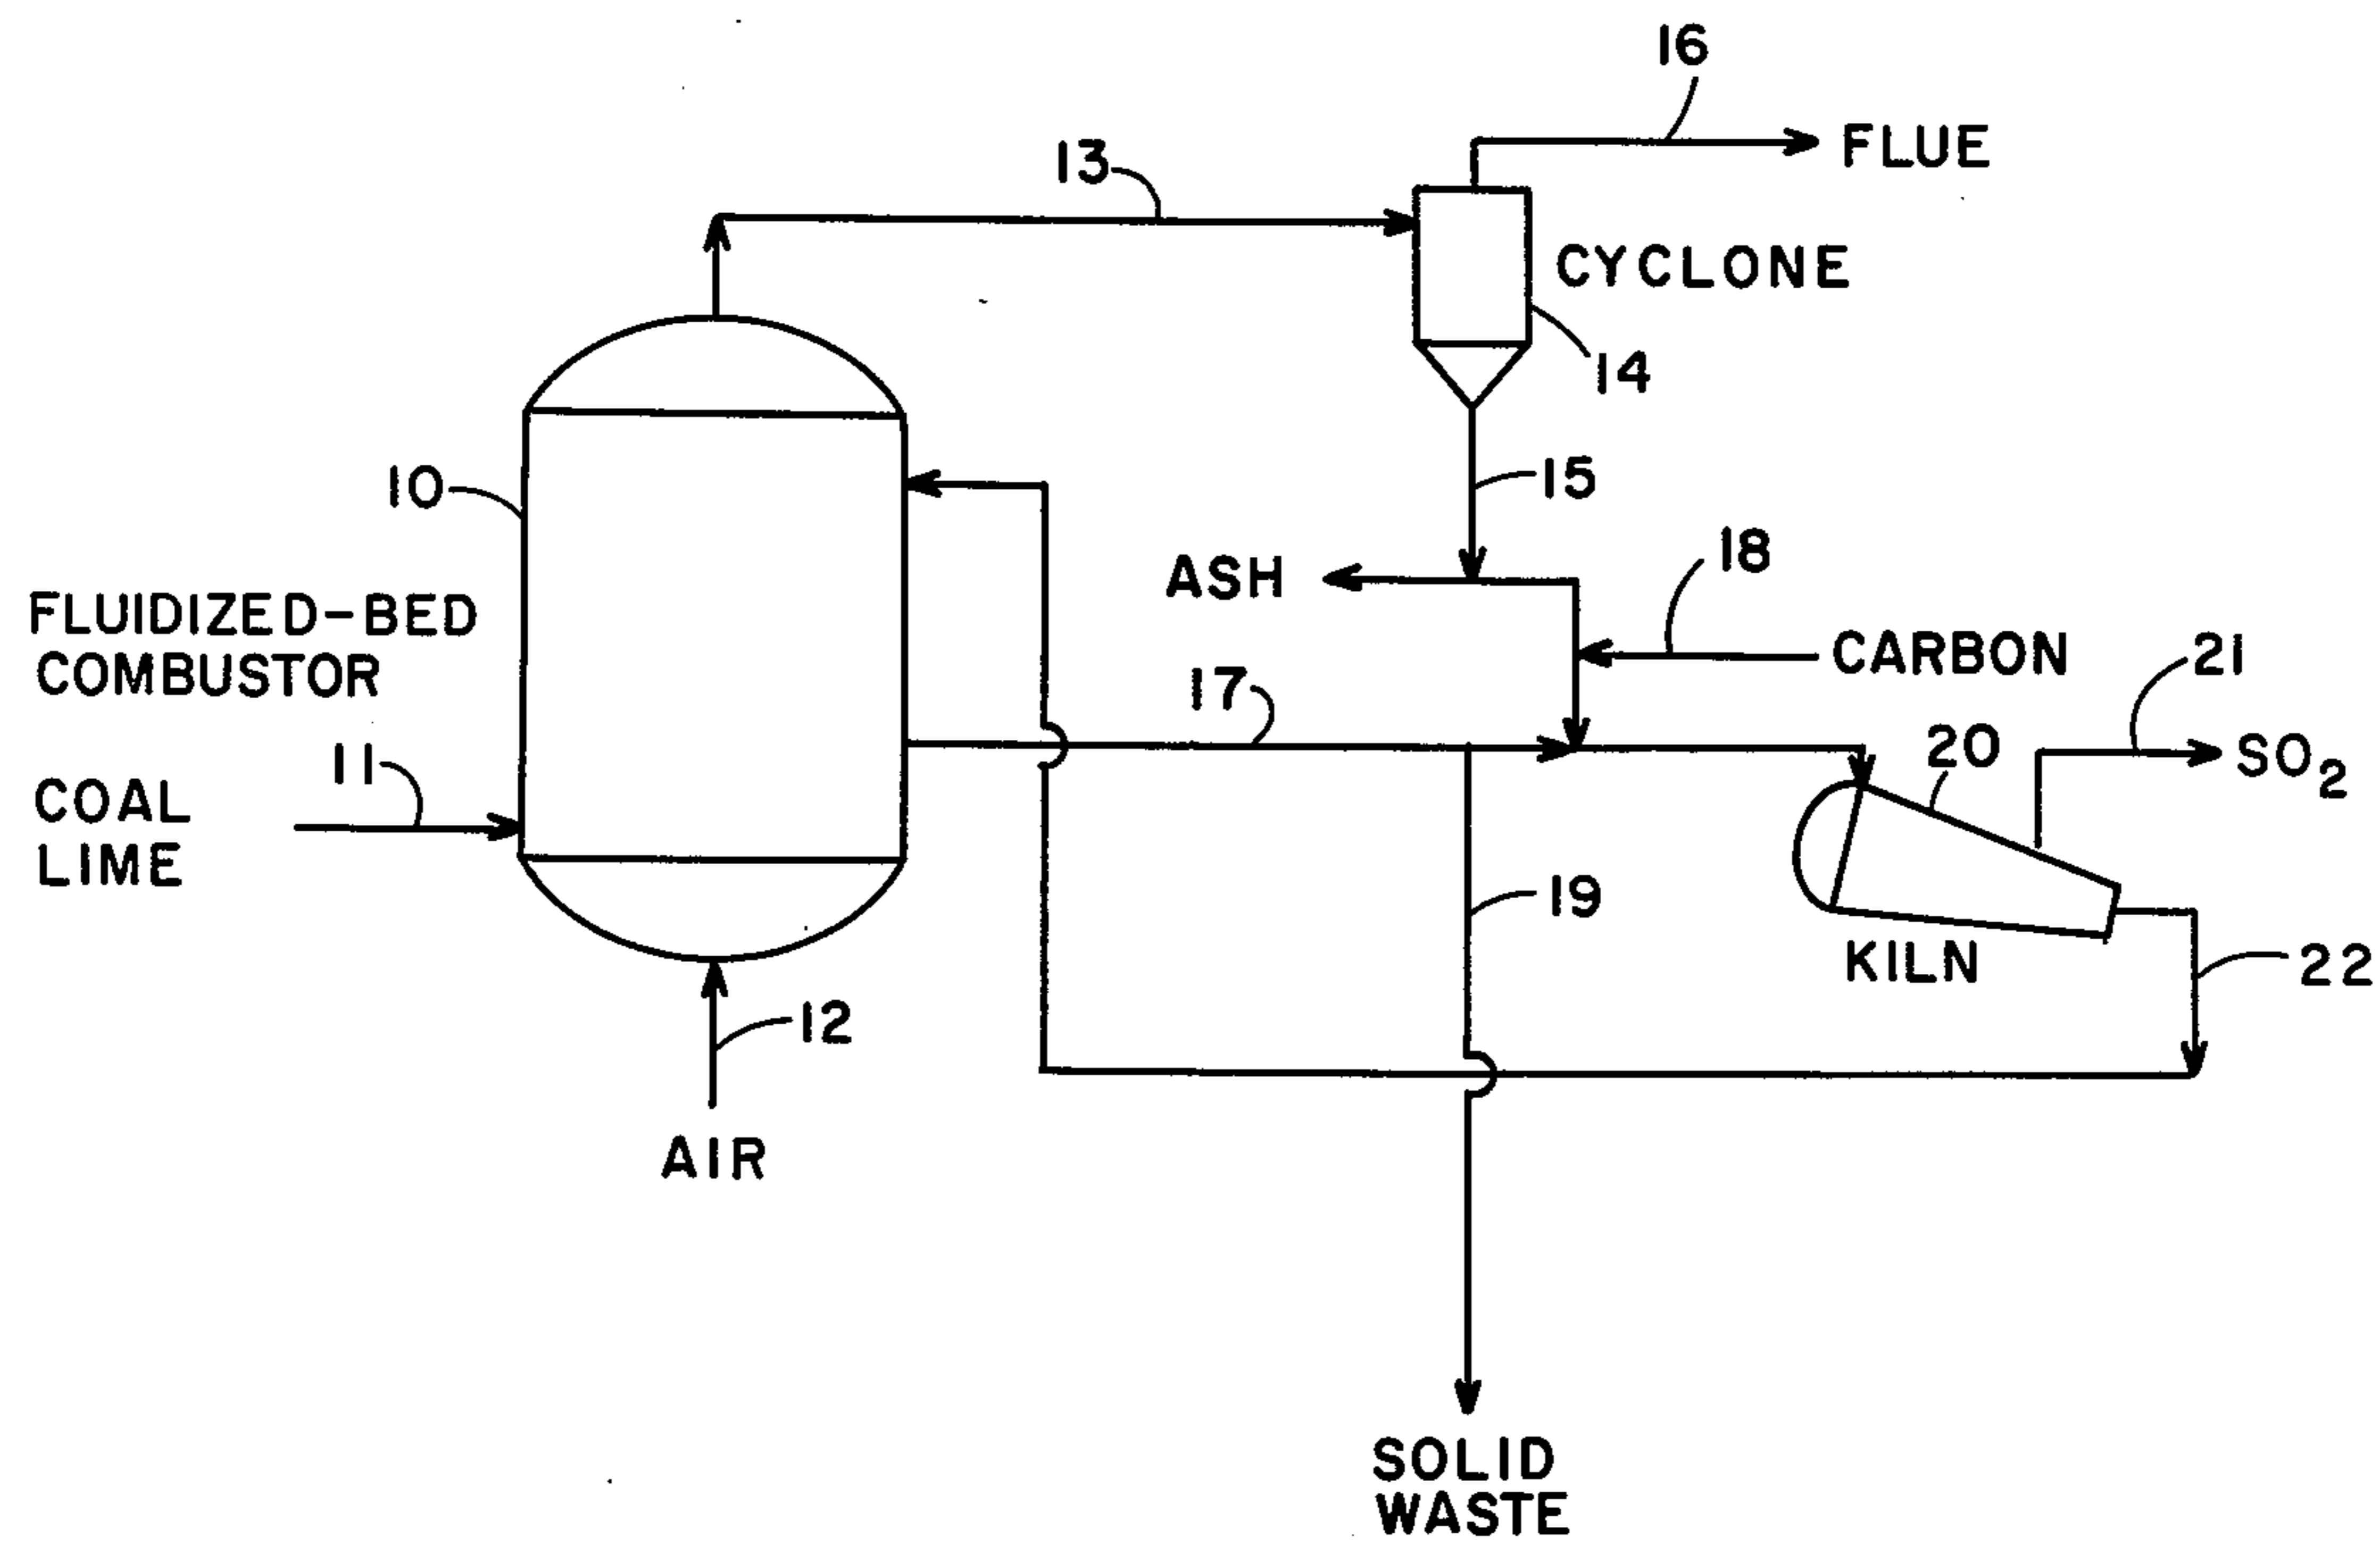 16
FLUE
13
CYCLONE
14
10
15
ASH
18
FLUIDIZED-BED
COMBUSTOR
CARBON
21
17
20
SO2
11
COAL
LIME
19
KILN
22
12
AIR
SOLID
WASTE